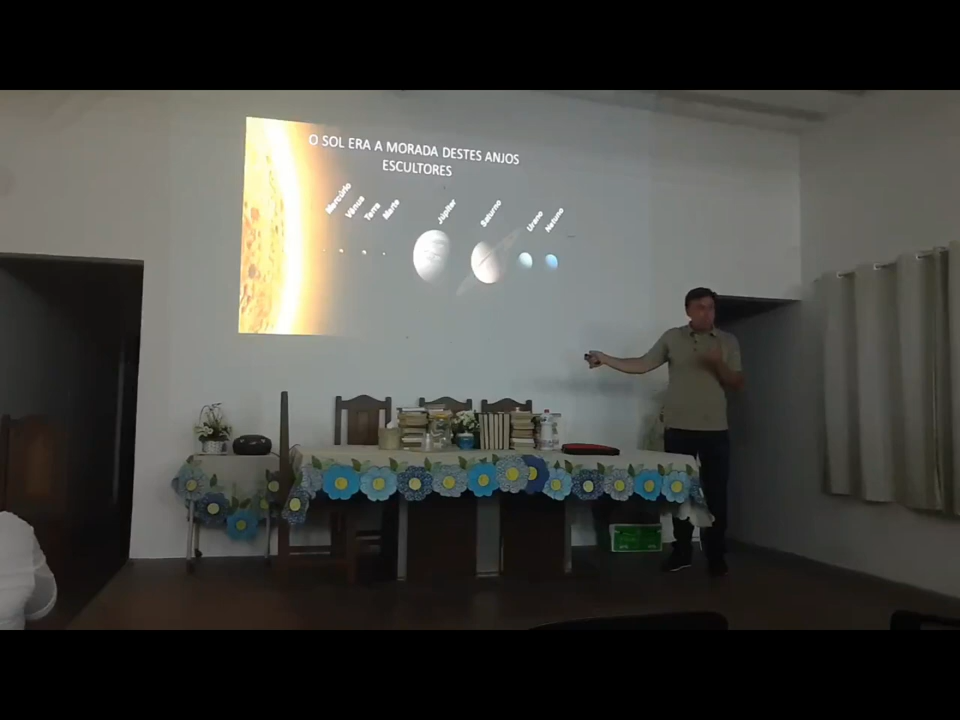 O SOL ERA A MORADA DESTES ANJOS
ESCULTORES
Mercúrio
Vênus
Terra
Marte
Júpiter
Saturno
Urano
Netuno